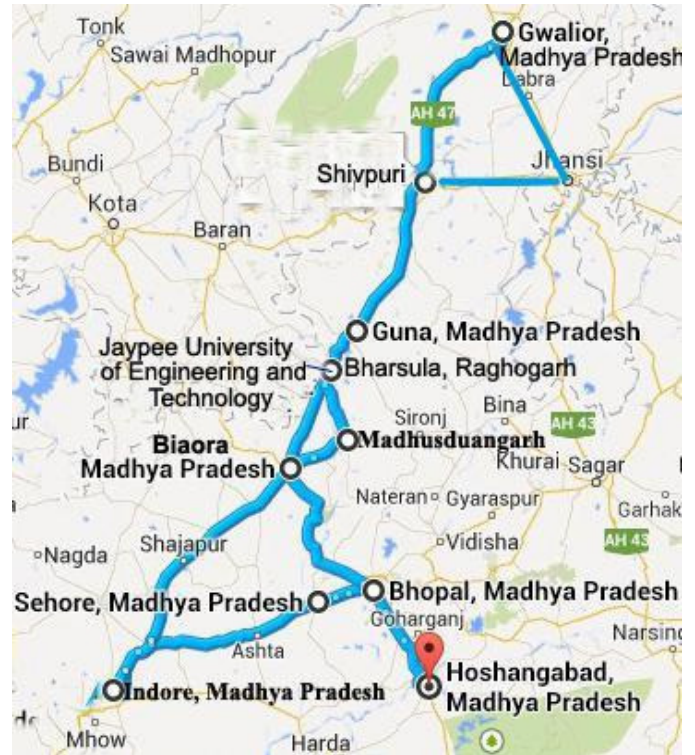 Tonk
Gwalior,
Madhya Pradesh
Sawai Madhopur
Dabra
AH 47
Bundi
Shivpuri
Jhansi
Kota
Baran
Guna, Madhya Pradesh
Jaypee University
of Engineering and
Technology
Bharsula, Raghogarh
Sironj
Bina
AH 43
Madhusduangarh
Biaora
Madhya Pradesh
Khurai
Sagar
Nateran
Gyaraspur
Garhak
Shajapur
Vidisha
AH 43
Nagda
Sehore, Madhya Pradesh
Bhopal, Madhya Pradesh
Goharganj
Ashta
Narsing
Hoshangabad,
Madhya Pradesh
Indore, Madhya Pradesh
Mhow
Harda